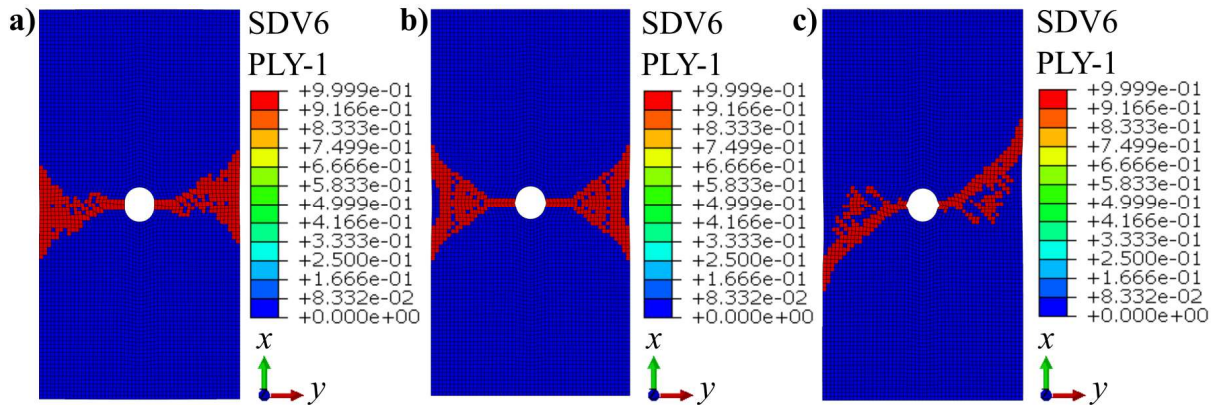 a)
SDV6
PLY-1
+9.999e-01
+9.166e-01
+8.333e-01
+7.499e-01
+6.666e-01
+5.833e-01
+4.999e-01
+4.166e-01
+3.333e-01
+2.500e-01
+1.666e-01
+8.332e-02
+0.000e+00
x
y
b)
SDV6
PLY-1
+9.999e-01
+9.166e-01
+8.333e-01
+7.499e-01
+6.666e-01
+5.833e-01
+4.999e-01
+4.166e-01
+3.333e-01
+2.500e-01
+1.666e-01
+8.332e-02
+0.000e+00
x
y
c)
SDV6
PLY-1
+9.999e-01
+9.166e-01
+8.333e-01
+7.499e-01
+6.666e-01
+5.833e-01
+4.999e-01
+4.166e-01
+3.333e-01
+2.500e-01
+1.666e-01
+8.332e-02
+0.000e+00
x
y